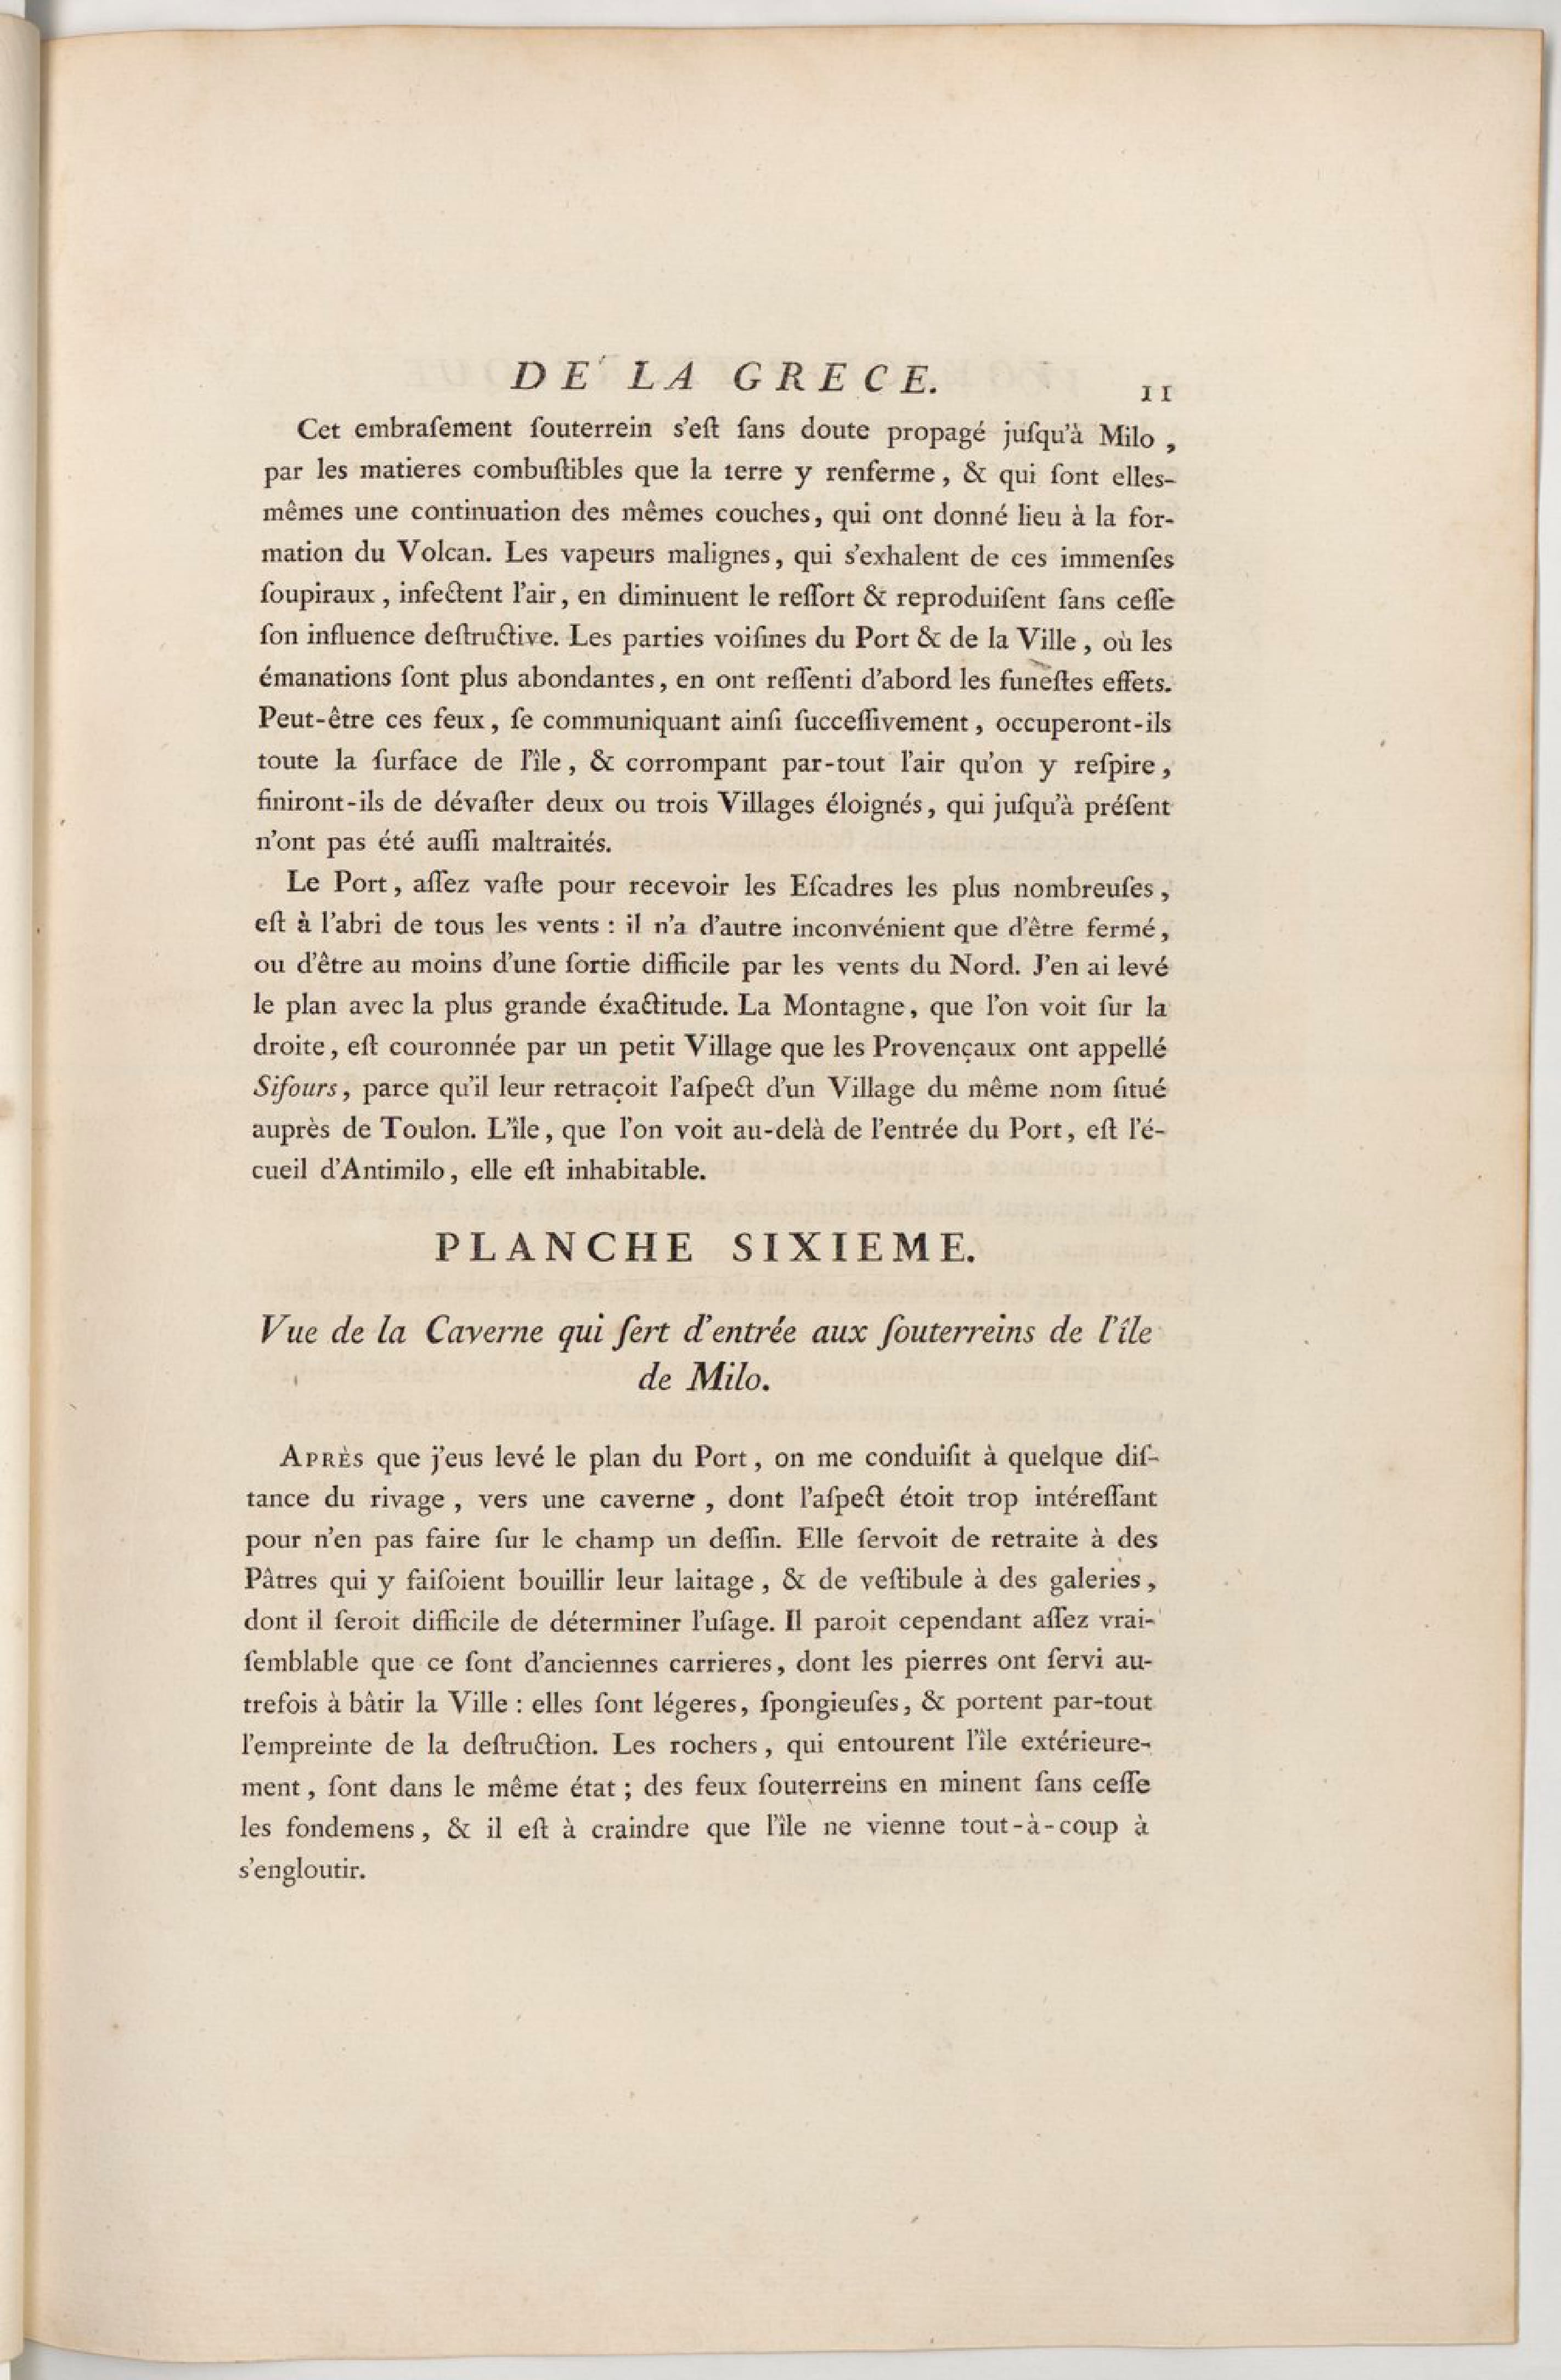 DE LA GRECE.
11
Cet embraſement ſouterrein s'eſt ſans doute propagé juſqu'à Milo,
par les matieres combuſtibles que la terre y renferme, & qui ſont elles-
mêmes une continuation des mêmes couches, qui ont donné lieu à la for-
mation du Volcan. Les vapeurs malignes, qui s'exhalent de ces immenſes
ſoupiraux, infectent l'air, en diminuent le reſſort & reproduiſent ſans ceſſe
ſon influence deſtructive. Les parties voiſines du Port & de la Ville, où les
émanations ſont plus abondantes, en ont reſſenti d'abord les funeſtes effets.
Peut-être ces feux, ſe communiquant ainſi ſucceſſivement, occuperont-ils
toute la ſurface de l'île, & corrompant par-tout l'air qu'on y reſpire,
finiront-ils de dévaſter deux ou trois Villages éloignés, qui juſqu'à préſent
n'ont pas été auſſi maltraités.
Le Port, aſſez vaſte pour recevoir les Eſcadres les plus nombreuſes,
eſt à l'abri de tous les vents : il n'a d'autre inconvénient que d'être fermé,
ou d'être au moins d'une ſortie difficile par les vents du Nord. J'en ai levé
le plan avec la plus grande éxactitude. La Montagne, que l'on voit ſur la
droite, eſt couronnée par un petit Village que les Provençaux ont appellé
Siſours, parce qu'il leur retraçoit l'aſpect d'un Village du même nom ſitué
auprès de Toulon. L'île, que l'on voit au-delà de l'entrée du Port, eſt l'é-
cueil d'Antimilo, elle eſt inhabitable.
PLANCHE SIXIEME.
Vue de la Caverne qui ſert d'entrée aux ſouterreins de l'île
de Milo.
APRÈS que j'eus levé le plan du Port, on me conduiſit à quelque diſ-
tance du rivage, vers une caverne, dont l'aſpect étoit trop intéreſſant
pour n'en pas faire ſur le champ un deſſin. Elle ſervoit de retraite à des
Pâtres qui y faiſoient bouillir leur laitage, & de veſtibule à des galeries,
dont il ſeroit difficile de déterminer l'uſage. Il paroit cependant aſſez vrai-
ſemblable que ce ſont d'anciennes carrieres, dont les pierres ont ſervi au-
trefois à bâtir la Ville : elles ſont légeres, ſpongieuſes, & portent par-tout
l'empreinte de la deſtruction. Les rochers, qui entourent l'île extérieure-
ment, ſont dans le même état ; des feux ſouterreins en minent ſans ceſſe
les fondemens, & il eſt à craindre que l'île ne vienne tout-à-coup à
s'engloutir.